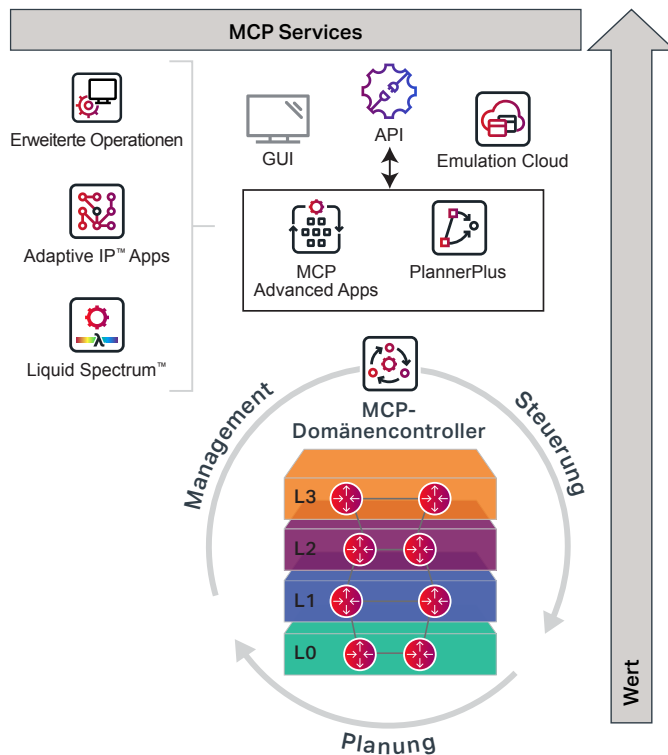 MCP Services
Erweiterte Operationen
GUI
API
Emulation Cloud
Adaptive IP™ Apps
MCP
Advanced Apps
PlannerPlus
Liquid Spectrum™
MCP-
Domänencontroller
Management
Steuerung
L3
L2
L1
L0
Planung
Wert
λ